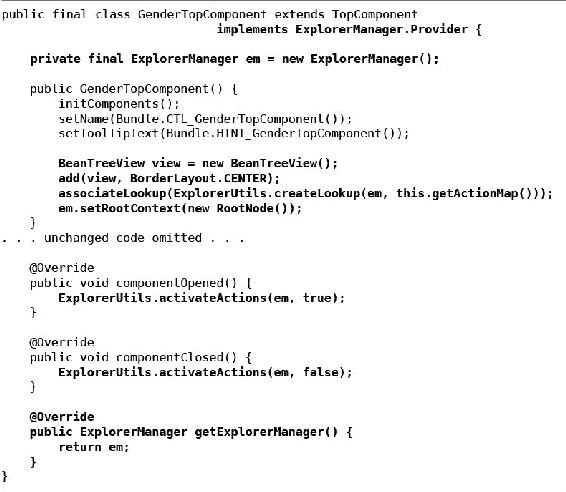 public final class GenderTopComponent extends TopComponent
                              implements ExplorerManager.Provider {

    private final ExplorerManager em = new ExplorerManager();

    public GenderTopComponent() {
        initComponents();
        setName(Bundle.CTL_GenderTopComponent());
        setToolTipText(Bundle.HINT_GenderTopComponent());

        BeanTreeView view = new BeanTreeView();
        add(view, BorderLayout.CENTER);
        associateLookup(ExplorerUtils.createLookup(em, this.getActionMap()));
        em.setRootContext(new RootNode());
    }
. . . unchanged code omitted . . .

    @Override
    public void componentOpened() {
        ExplorerUtils.activateActions(em, true);
    }

    @Override
    public void componentClosed() {
        ExplorerUtils.activateActions(em, false);
    }

    @Override
    public ExplorerManager getExplorerManager() {
        return em;
    }
}